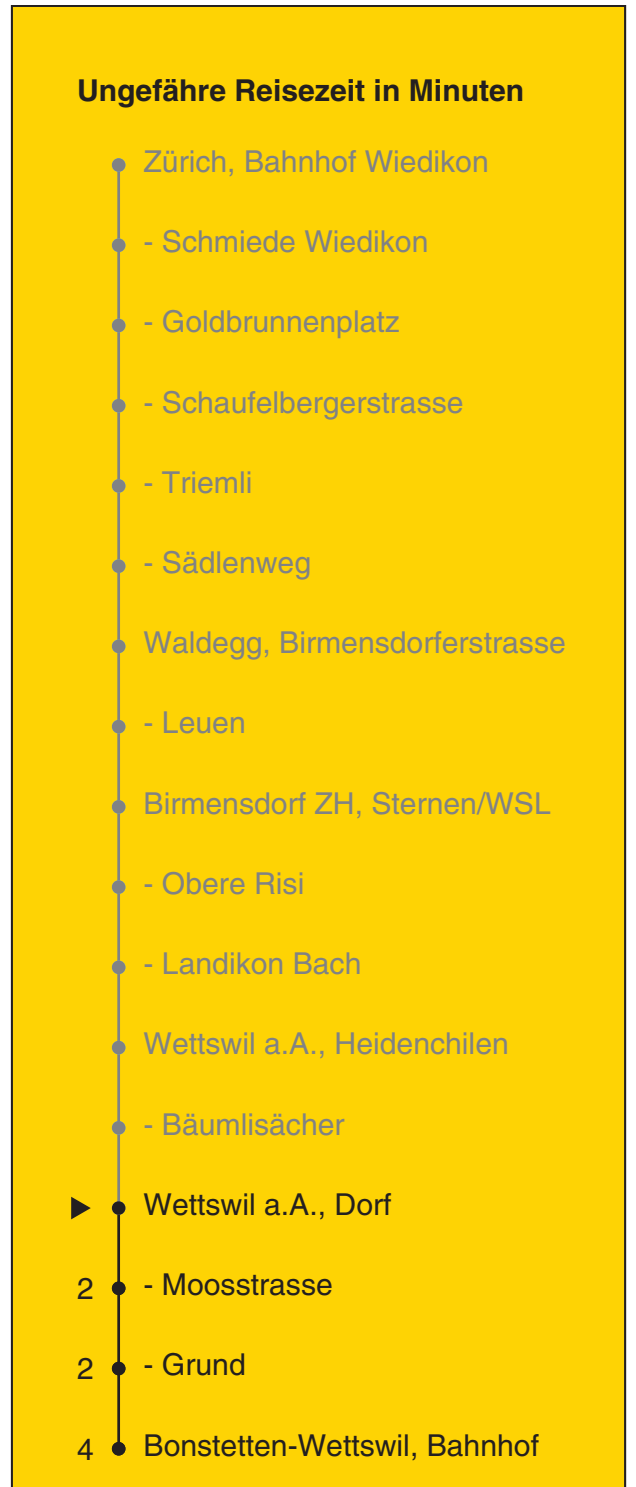 Ungefähre Reisezeit in Minuten
Zürich, Bahnhof Wiedikon
- Schmiede Wiedikon
- Goldbrunnenplatz
- Schaufelbergerstrasse
- Triemli
- Sädlenweg
Waldegg, Birmensdorferstrasse
- Leuen
Birmensdorf ZH, Sternen/WSL
- Obere Risi
- Landikon Bach
Wettswil a.A., Heidenchilen
- Bäumlisächer
Wettswil a.A., Dorf
2 - Moosstrasse
2 - Grund
4 Bonstetten-Wettswil, Bahnhof